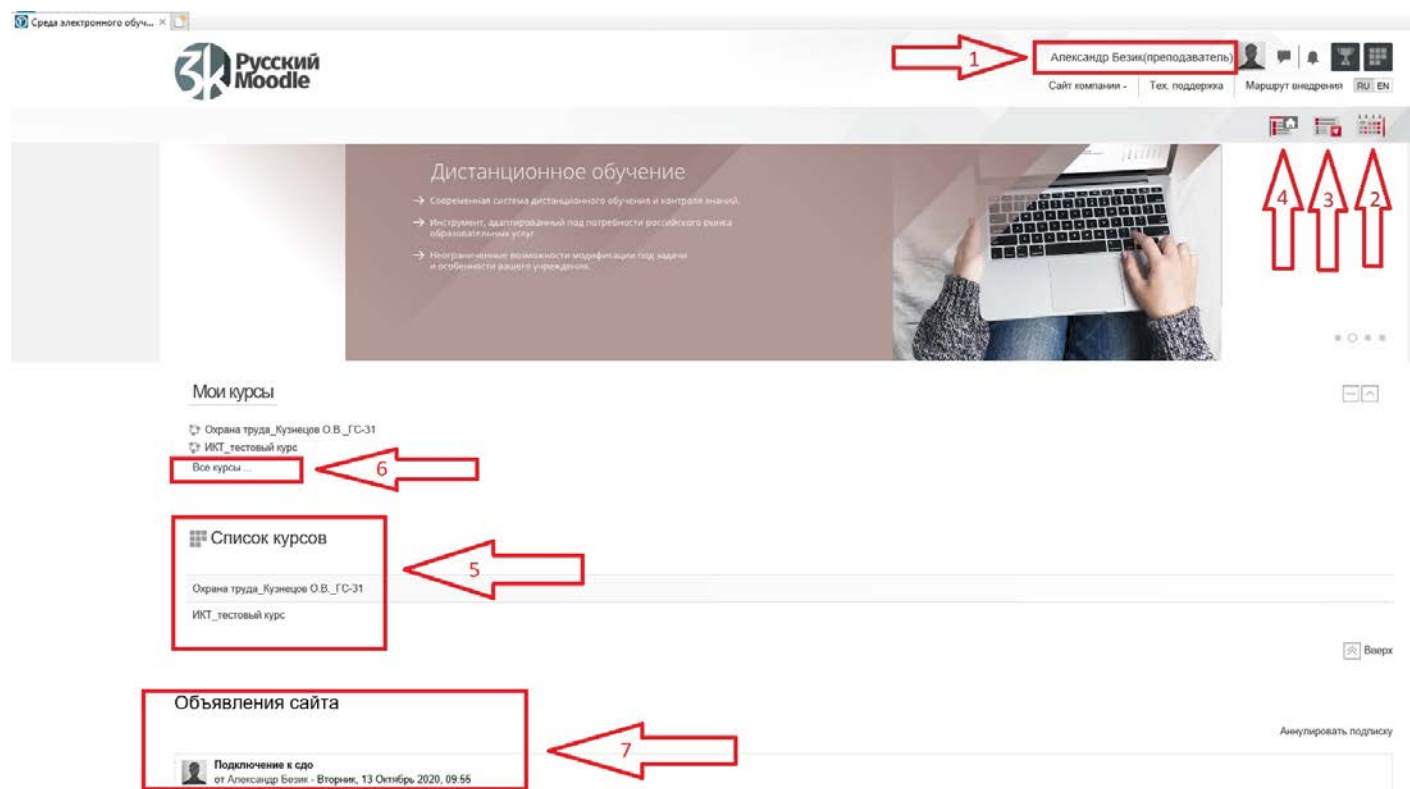 Среда электронного обуч...
Русский
Moodle
1
Александр Безик(преподаватель)
Сайт компании
Тех. поддержка
Маршрут внедрения
RU EN
Дистанционное обучение
→ Современная система дистанционного обучения и контроля знаний.
→ Инструмент, адаптированный под потребности российского рынка
образовательных услуг
→ Неограниченные возможности модификации под задачи
и особенности вашего учреждения.
4
3
2
Мои курсы
Охрана труда_Кузнецов О.В._ГС-31
ИКТ_тестовый курс
Все курсы ...
6
Список курсов
5
Охрана труда_Кузнецов О.В._ГС-31
ИКТ_тестовый курс
Вверх
Объявления сайта
Аннулировать подписку
7
Подключение к сдо
от Александр Безик - Вторник, 13 Октябрь 2020, 09:55